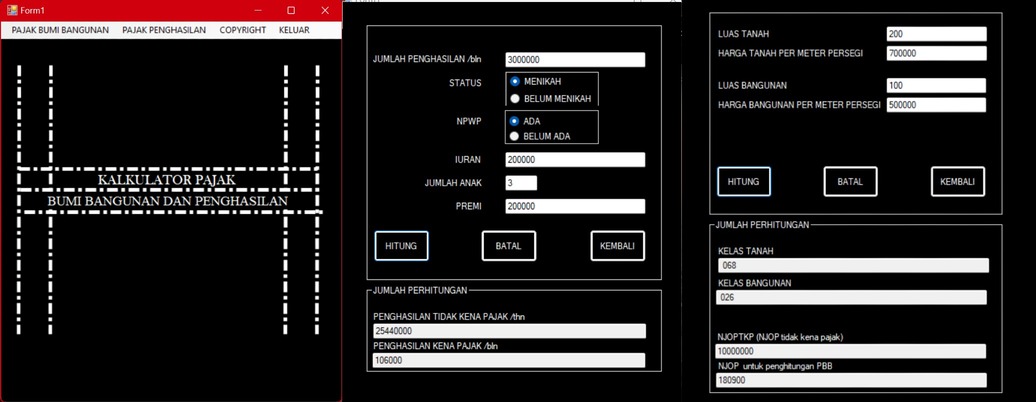 Form1
PAJAK BUMI BANGUNAN PAJAK PENGHASILAN COPYRIGHT KELUAR
KALKULATOR PAJAK
BUMI BANGUNAN DAN PENGHASILAN
JUMLAH PENGHASILAN /bln 3000000
STATUS MENIKAH
BELUM MENIKAH
NPWP ADA
BELUM ADA
IURAN 200000
JUMLAH ANAK 3
PREMI 200000
HITUNG BATAL KEMBALI
JUMLAH PERHITUNGAN
PENGHASILAN TIDAK KENA PAJAK /thn
25440000
PENGHASILAN KENA PAJAK /bln
106000
LUAS TANAH 200
HARGA TANAH PER METER PERSEGI 700000
LUAS BANGUNAN 100
HARGA BANGUNAN PER METER PERSEGI 500000
HITUNG BATAL KEMBALI
JUMLAH PERHITUNGAN
KELAS TANAH
068
KELAS BANGUNAN
026
NJOPTKP (NJOP tidak kena pajak)
10000000
NJOP untuk penghitungan PBB
180900